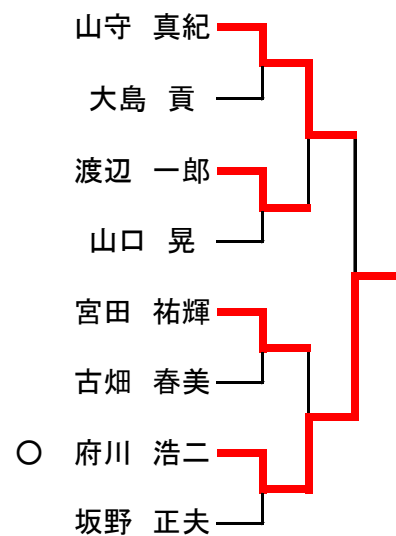 山守 真紀
大島 貢
渡辺 一郎
山口 晃
宮田 祐輝
古畑 春美
○ 府川 浩二
坂野 正夫